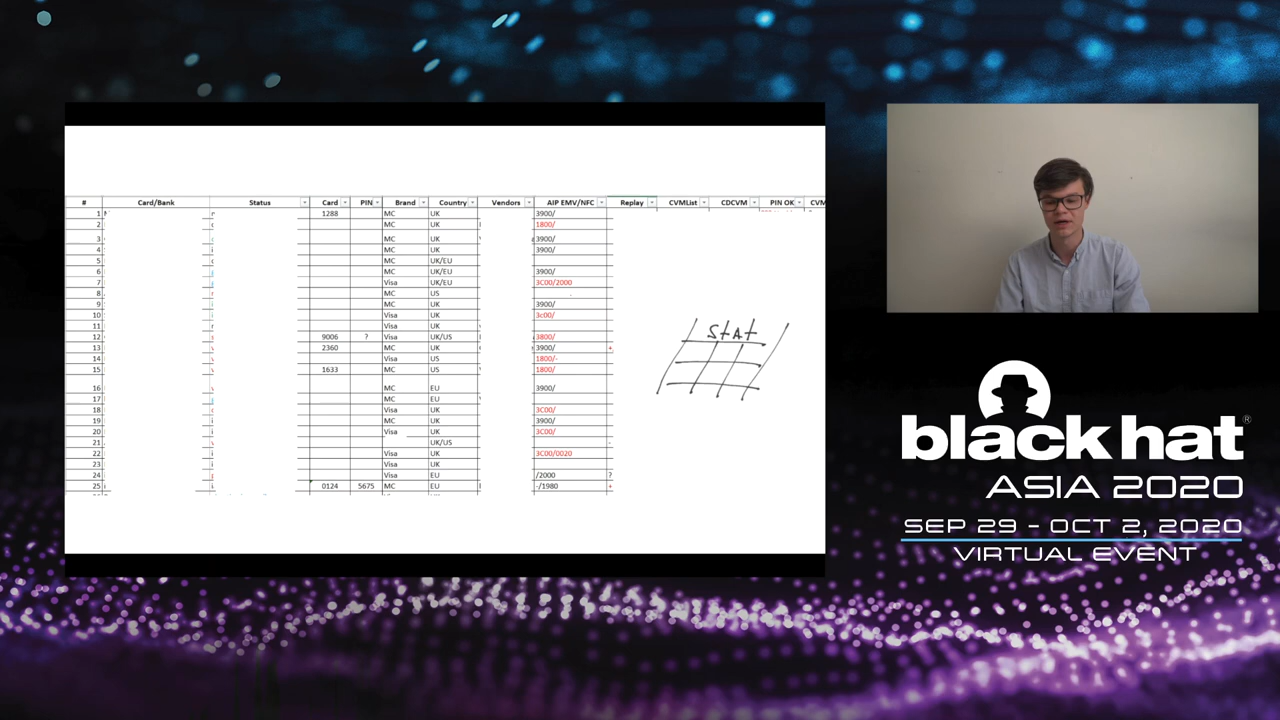 # Card/Bank Status Card PIN Brand Country Vendors AIP EMV/NFC Replay CVMList CDCVM PIN OK CVM
1 1288 MC UK 3900/
2 MC UK 1800/
3 MC UK 3900/
4 MC UK 3900/
5 MC UK/EU
6 MC UK/EU 3900/
7 Visa UK/EU 3C00/2000
8 MC US
9 MC UK 3900/
10 Visa UK 3c00/
11 Visa UK
12 9006 ? Visa UK/US 3800/
13 2360 MC UK 3900/ +
14 Visa US 1800/-
15 1633 MC US 1800/
16 MC EU 3900/
17 MC EU
18 Visa UK 3C00/
19 MC UK 3900/
20 Visa UK 3C00/
21 UK/US -
22 Visa UK 3C00/0020
23 Visa UK
24 Visa EU /2000 ?
25 0124 5675 MC EU -/1980 +
STAT
black hat®
ASIA 2020
SEP 29 - OCT 2, 2020
VIRTUAL EVENT